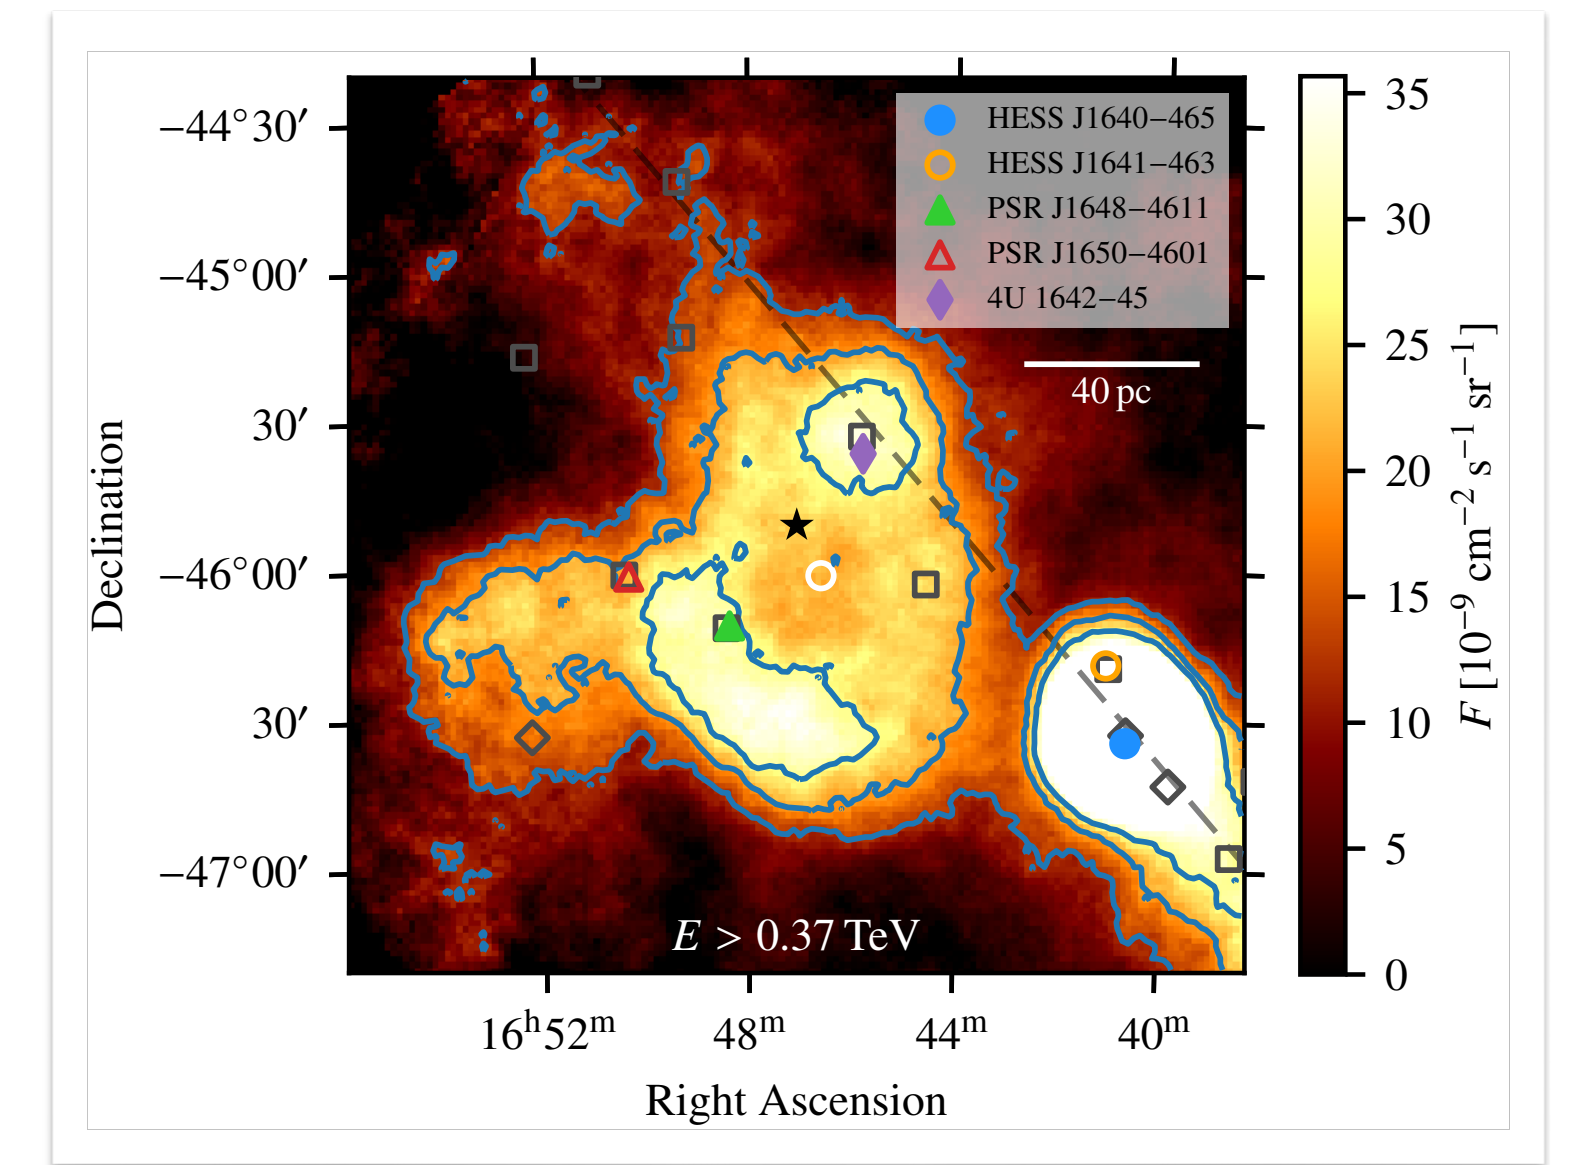 HESS J1640−465
HESS J1641−463
PSR J1648−4611
PSR J1650−4601
4U 1642−45
40 pc
E > 0.37 TeV
−44°30′
−45°00′
30′
−46°00′
30′
−47°00′
Declination
16ʰ52ᵐ
48ᵐ
44ᵐ
40ᵐ
Right Ascension
35
30
25
20
15
10
5
0
F [10⁻⁹ cm⁻² s⁻¹ sr⁻¹]